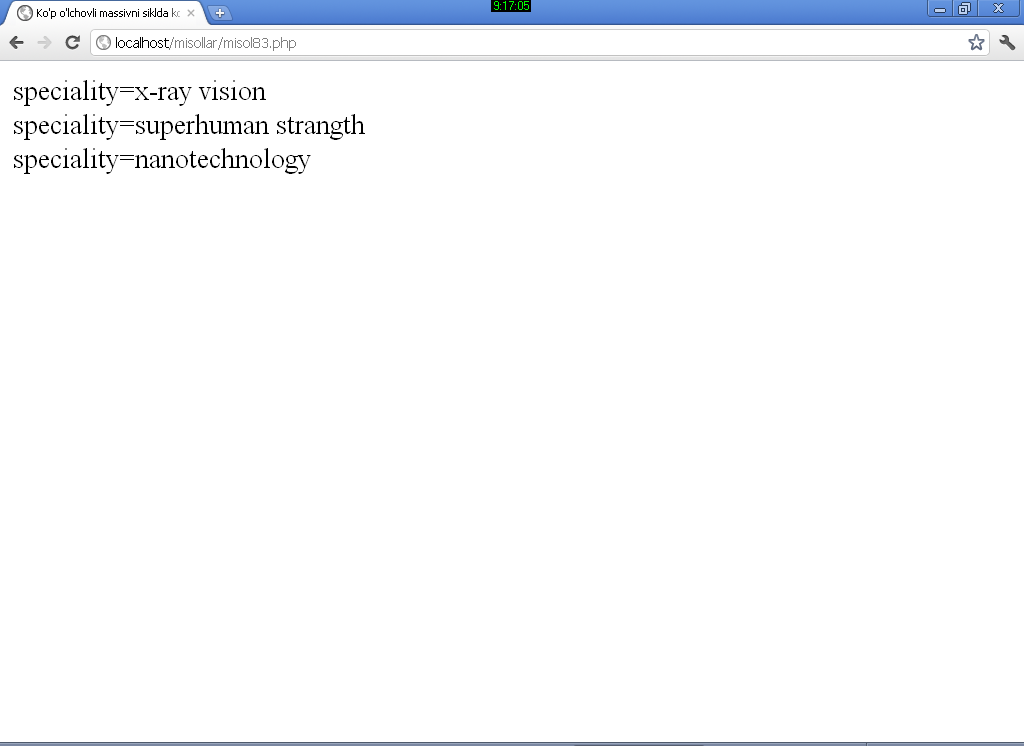 9:17:05
Ko'p o'lchovli massivni siklda
localhost/misollar/misol83.php
speciality=x-ray vision
speciality=superhuman strangth
speciality=nanotechnology